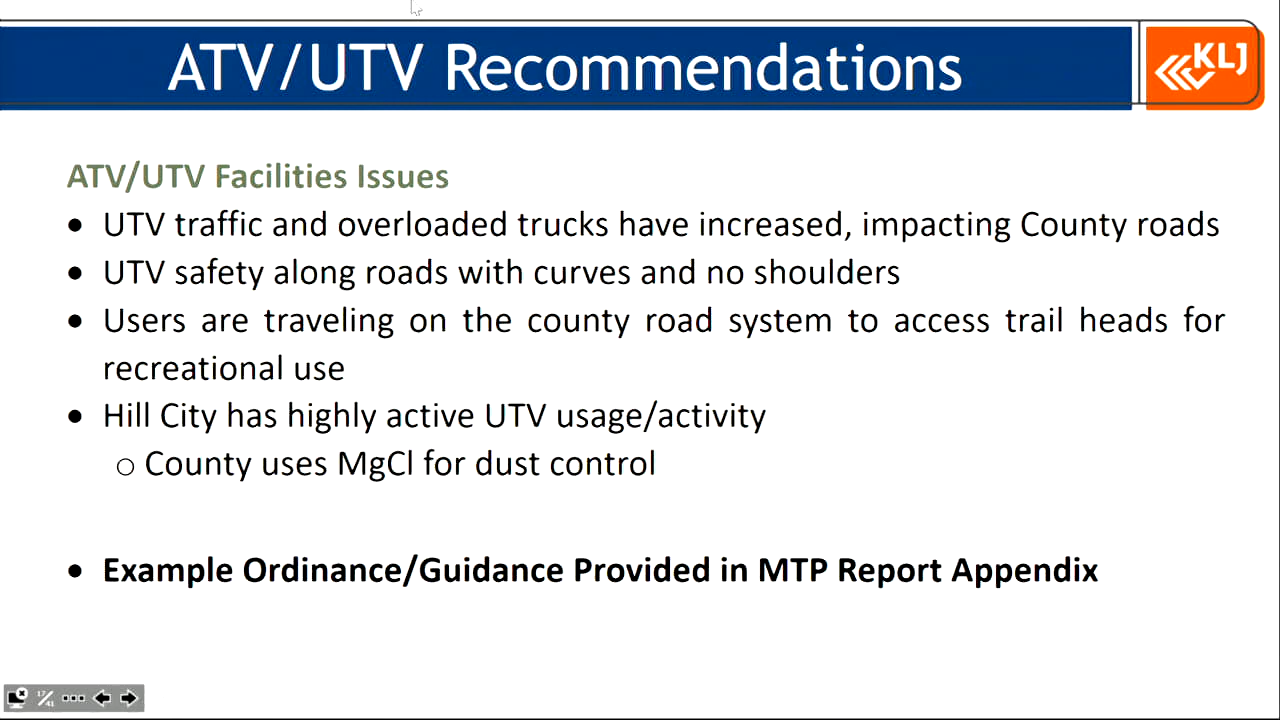 ATV/UTV Recommendations
KLJ
ATV/UTV Facilities Issues
• UTV traffic and overloaded trucks have increased, impacting County roads
• UTV safety along roads with curves and no shoulders
• Users are traveling on the county road system to access trail heads for
recreational use
• Hill City has highly active UTV usage/activity
o County uses MgCl for dust control
• Example Ordinance/Guidance Provided in MTP Report Appendix
17/41